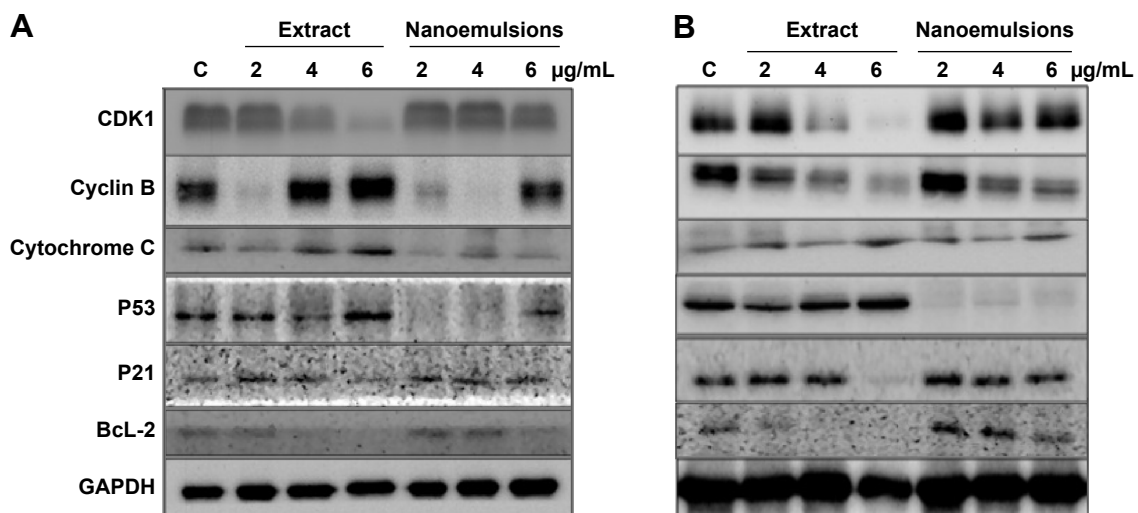 A
Extract Nanoemulsions
C 2 4 6 2 4 6 µg/mL
CDK1
Cyclin B
Cytochrome C
P53
P21
BcL-2
GAPDH
B
Extract Nanoemulsions
C 2 4 6 2 4 6 µg/mL